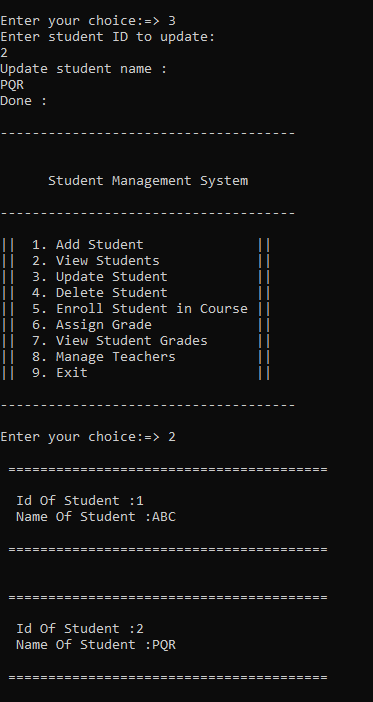 Enter your choice:=> 3
Enter student ID to update:
2
Update student name :
PQR
Done :
-------------------------------------
Student Management System
-------------------------------------
||  1. Add Student              ||
||  2. View Students            ||
||  3. Update Student           ||
||  4. Delete Student           ||
||  5. Enroll Student in Course ||
||  6. Assign Grade             ||
||  7. View Student Grades      ||
||  8. Manage Teachers          ||
||  9. Exit                     ||
-------------------------------------
Enter your choice:=> 2
========================================
Id Of Student :1
Name Of Student :ABC
========================================
========================================
Id Of Student :2
Name Of Student :PQR
========================================